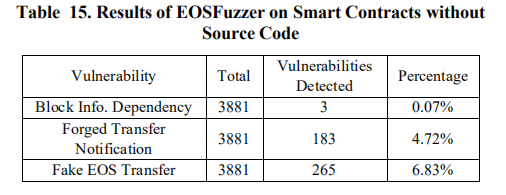 Table 15. Results of EOSFuzzer on Smart Contracts without
Source Code
Vulnerability Total Vulnerabilities Detected Percentage
Block Info. Dependency 3881 3 0.07%
Forged Transfer Notification 3881 183 4.72%
Fake EOS Transfer 3881 265 6.83%